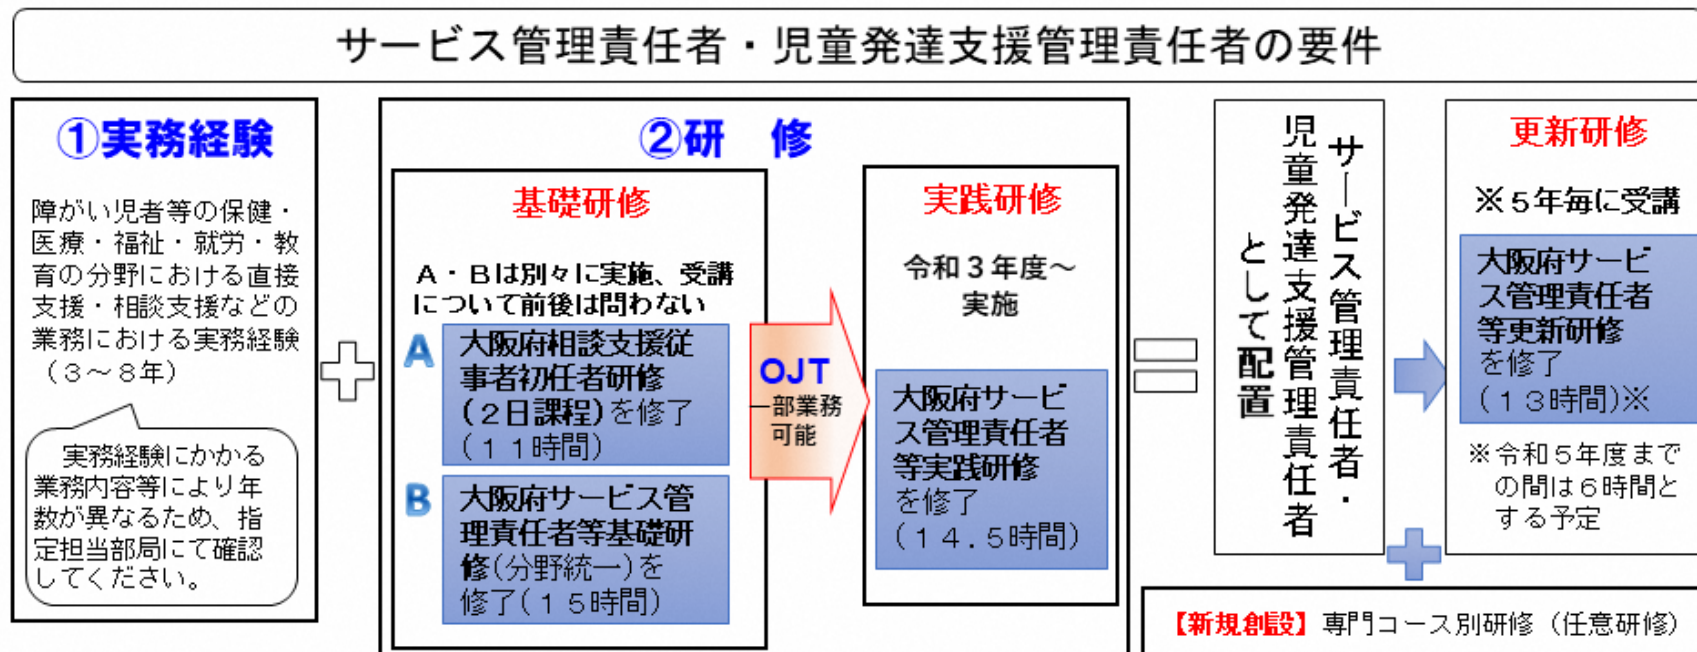 サービス管理責任者・児童発達支援管理責任者の要件
①実務経験
障がい児者等の保健・
医療・福祉・就労・教
育の分野における直接
支援・相談支援などの
業務における実務経験
(3~8年)
実務経験にかかる
業務内容等により年
数が異なるため、指
定担当部局にて確認
してください。
②研 修
基礎研修
A・Bは別々に実施、受講
について前後は問わない
A
大阪府相談支援従
事者初任者研修
(2日課程)を修了
(11時間)
B
大阪府サービス管
理責任者等基礎研
修(分野統一)を
修了(15時間)
OJT
一部業務
可能
実践研修
令和3年度~
実施
大阪府サービ
ス管理責任者
等実践研修
を修了
(14.5時間)
サービス管理責任者・
児童発達支援管理責任者
として配置
更新研修
※5年毎に受講
大阪府サービ
ス管理責任者
等更新研修
を修了
(13時間)※
※令和5年度まで
の間は6時間と
する予定
【新規創設】専門コース別研修(任意研修)